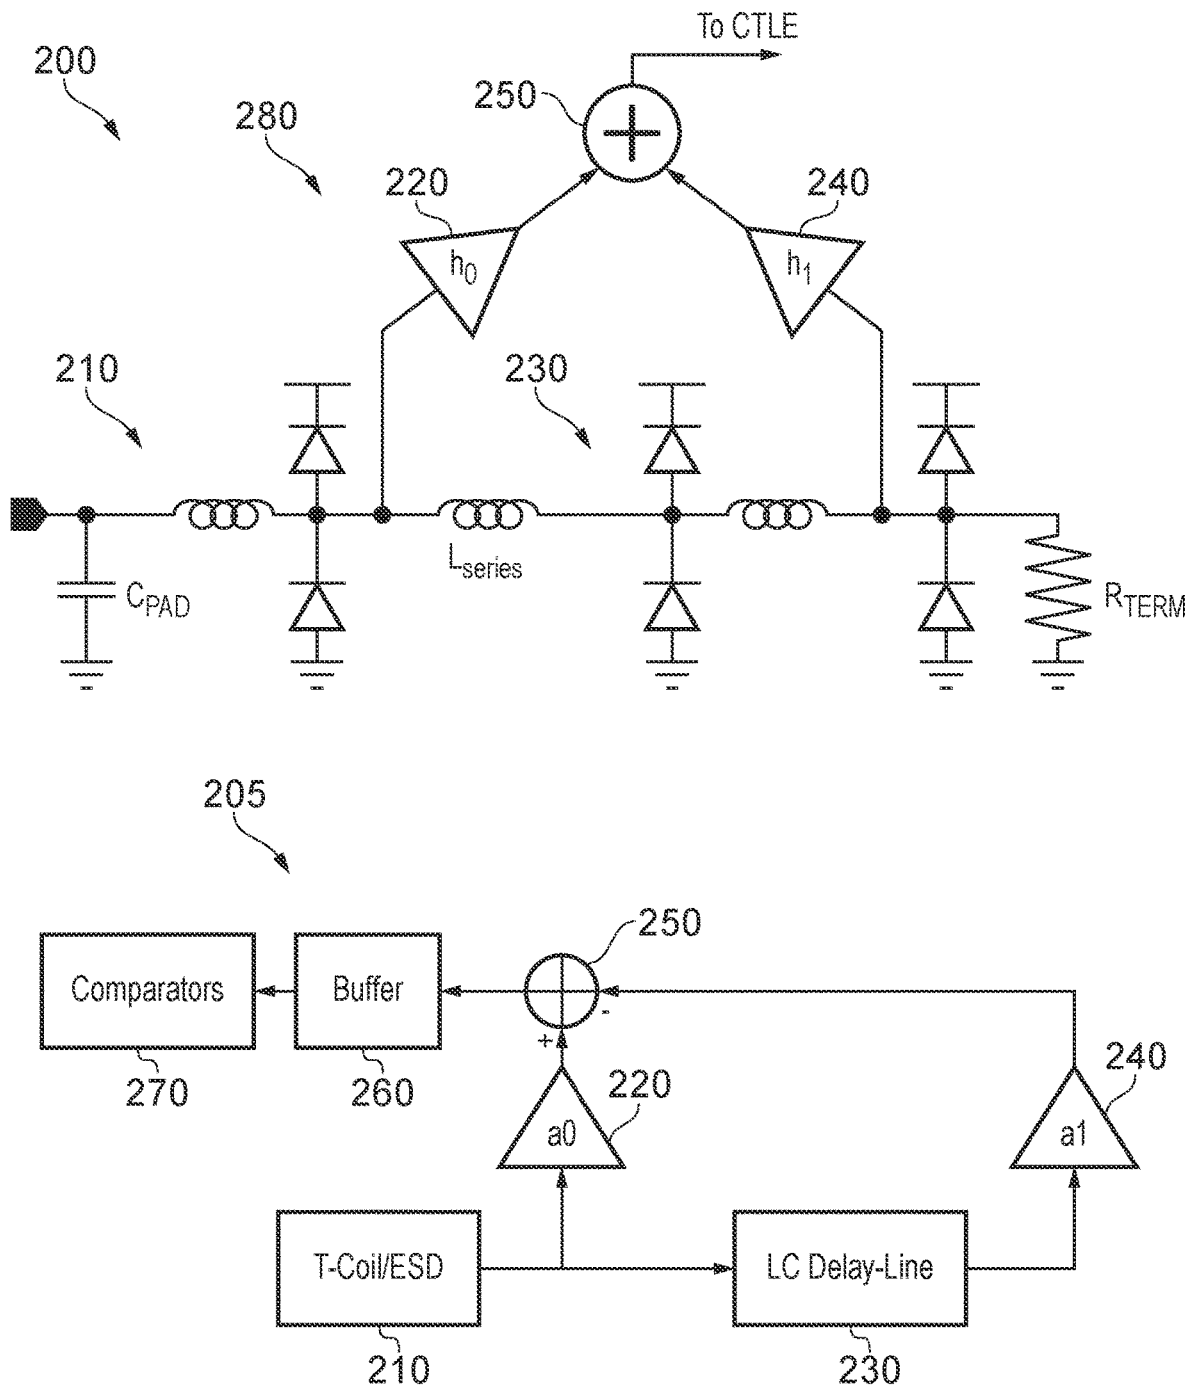 To CTLE
200
250
280
220
240
h0
h1
210
230
Lseries
CPAD
RTERM
205
250
Comparators
Buffer
-
+
270
260
220
240
a0
a1
T-Coil/ESD
LC Delay-Line
210
230